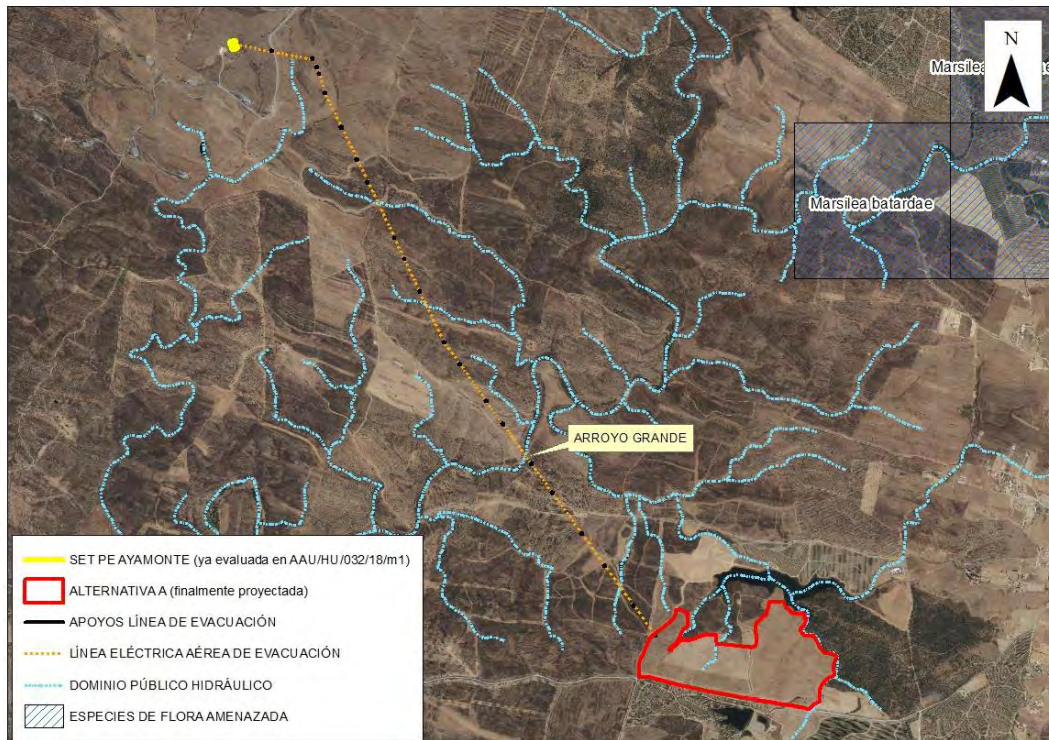 N
Marsilea
Marsilea batardae
ARROYO GRANDE
SET PE AYAMONTE (ya evaluada en AAU/HU/032/18/m1)
ALTERNATIVA A (finalmente proyectada)
APOYOS LÍNEA DE EVACUACIÓN
LÍNEA ELÉCTRICA AÉREA DE EVACUACIÓN
DOMINIO PÚBLICO HIDRÁULICO
ESPECIES DE FLORA AMENAZADA